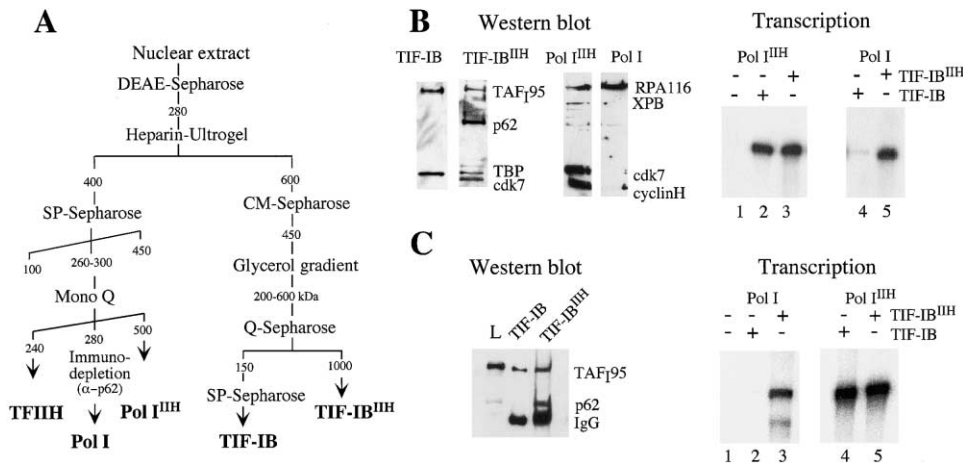 A
Nuclear extract
DEAE-Sepharose
280
Heparin-Ultrogel
400
600
SP-Sepharose
CM-Sepharose
100
260-300
450
450
Mono Q
Glycerol gradient
200-600 kDa
240
280
500
Q-Sepharose
Immuno-
depletion
(α-p62)
150
1000
TFIIH
Pol I^IIH
SP-Sepharose
TIF-IB^IIH
Pol I
TIF-IB
B
Western blot
TIF-IB
TIF-IB^IIH
Pol I^IIH
Pol I
TAF_I95
p62
TBP
cdk7
RPA116
XPB
cdk7
cyclinH
Transcription
Pol I^IIH
Pol I
- - +
- + TIF-IB^IIH
- + -
+ - TIF-IB
1 2 3
4 5
C
Western blot
L
TIF-IB
TIF-IB^IIH
TAF_I95
p62
IgG
Transcription
Pol I
Pol I^IIH
- - +
- + TIF-IB^IIH
- + -
+ - TIF-IB
1 2 3
4 5